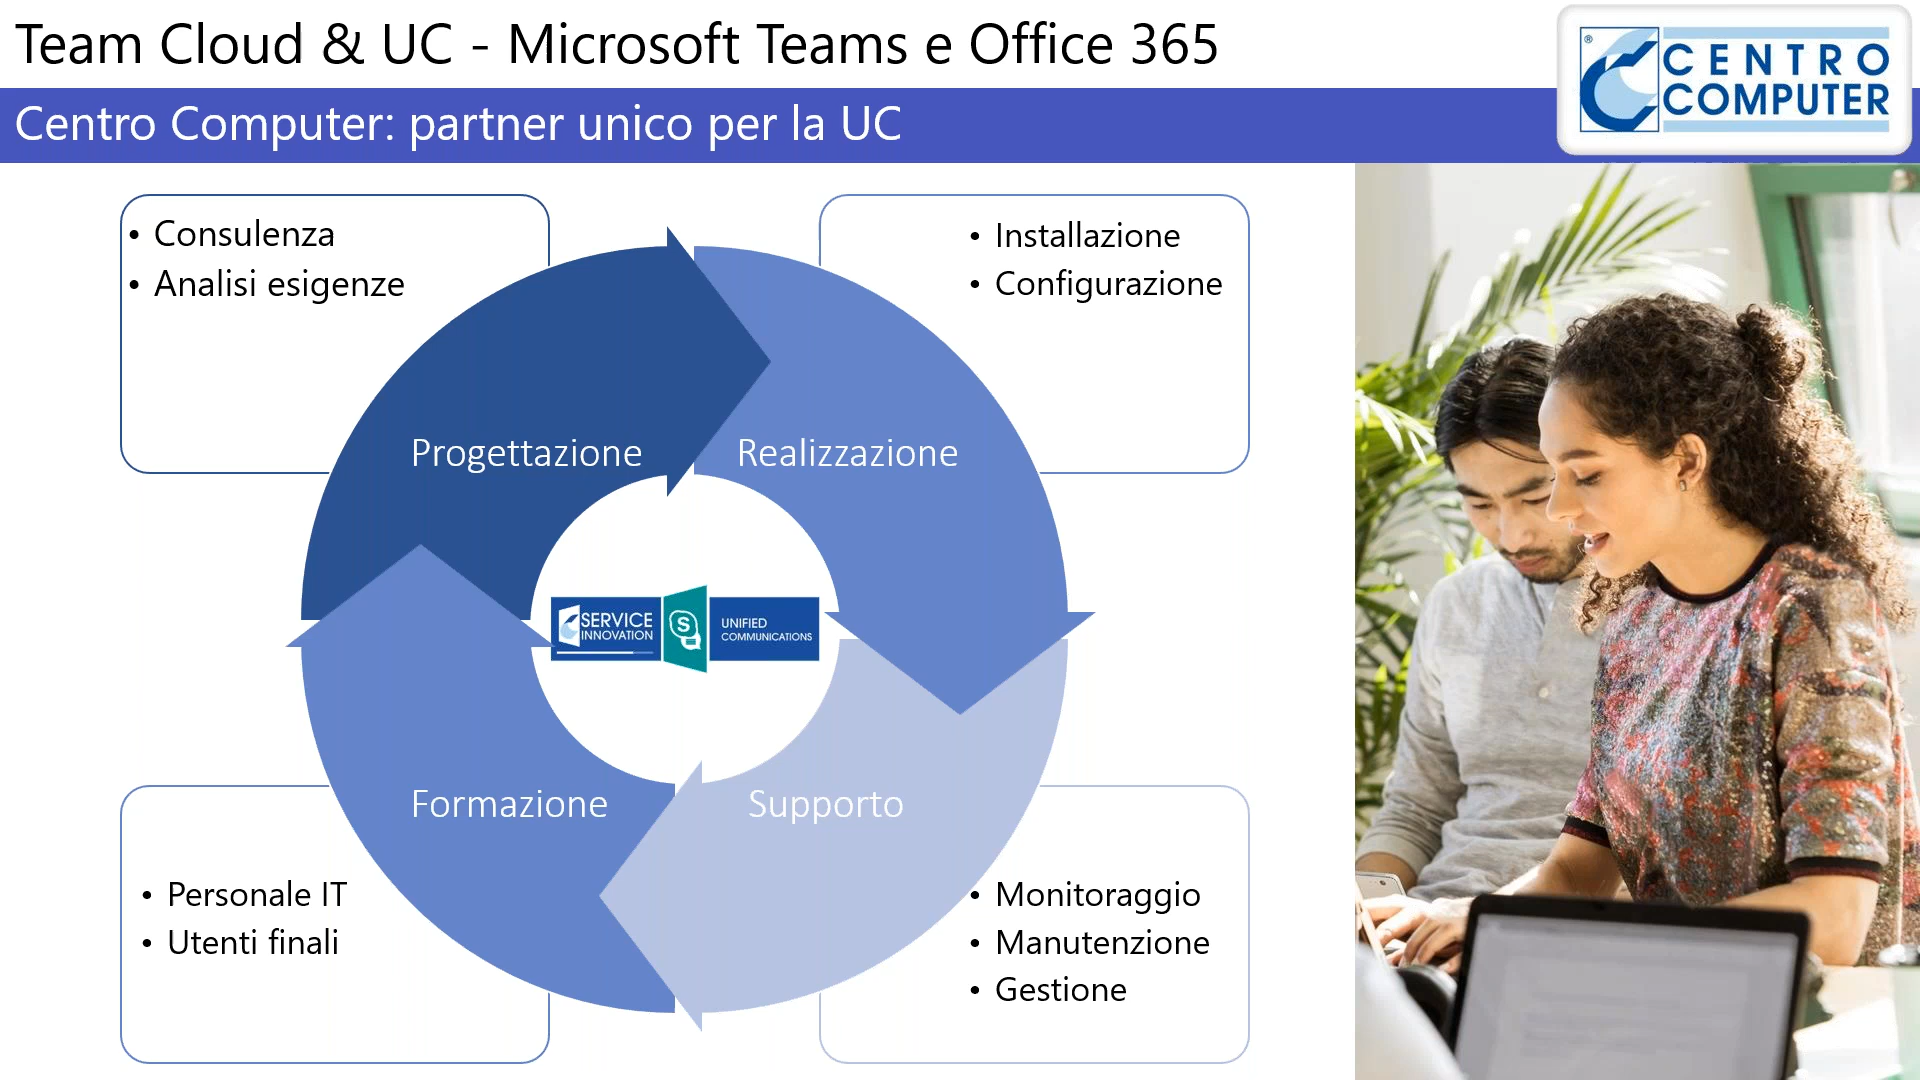 Team Cloud & UC - Microsoft Teams e Office 365
Centro Computer: partner unico per la UC
®
CENTRO
COMPUTER
• Consulenza
• Analisi esigenze
• Installazione
• Configurazione
Progettazione
Realizzazione
SERVICE
INNOVATION
S
UNIFIED
COMMUNICATIONS
Formazione
Supporto
• Personale IT
• Utenti finali
• Monitoraggio
• Manutenzione
• Gestione